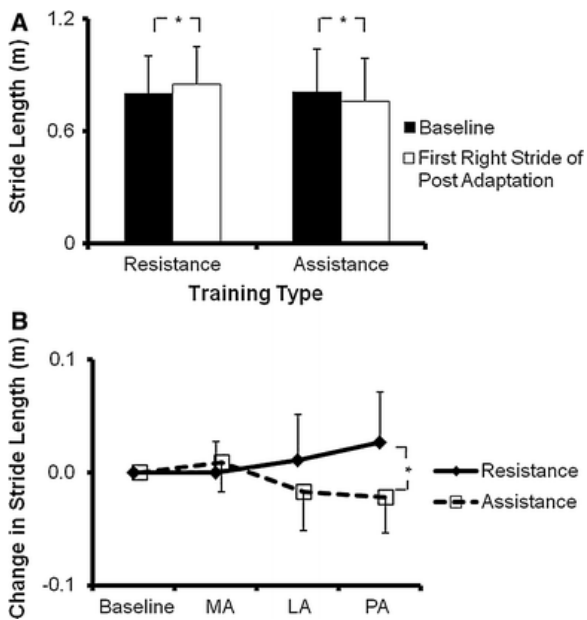 A
Stride Length (m)
1.2
0.6
0
*
*
Baseline
First Right Stride of
Post Adaptation
Resistance
Assistance
Training Type
B
Change in Stride Length (m)
0.1
0.0
-0.1
*
Resistance
Assistance
Baseline
MA
LA
PA